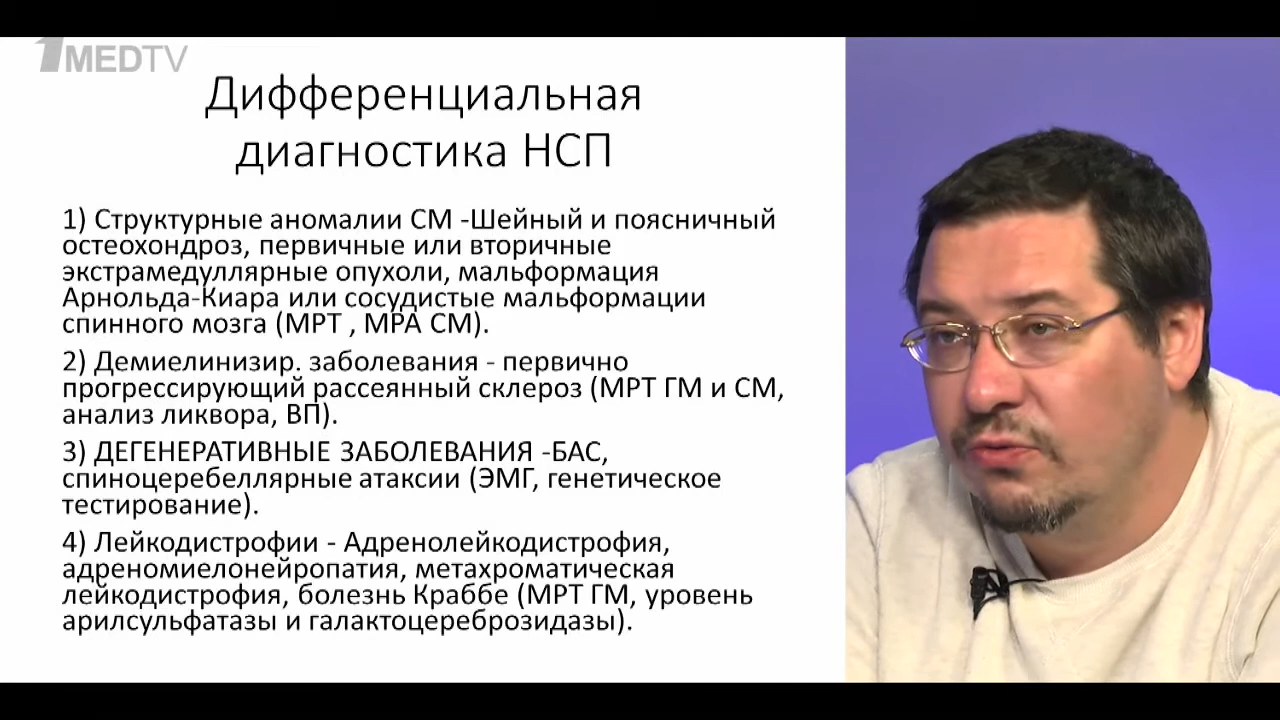 1MEDTV
Дифференциальная
диагностика НСП
1) Структурные аномалии СМ -Шейный и поясничный
остеохондроз, первичные или вторичные
экстрамедуллярные опухоли, мальформация
Арнольда-Киара или сосудистые мальформации
спинного мозга (МРТ , МРА СМ).
2) Демиелинизир. заболевания - первично
прогрессирующий рассеянный склероз (МРТ ГМ и СМ,
анализ ликвора, ВП).
3) ДЕГЕНЕРАТИВНЫЕ ЗАБОЛЕВАНИЯ -БАС,
спиноцеребеллярные атаксии (ЭМГ, генетическое
тестирование).
4) Лейкодистрофии - Адренолейкодистрофия,
адреномиелонейропатия, метахроматическая
лейкодистрофия, болезнь Краббе (МРТ ГМ, уровень
арилсульфатазы и галактоцереброзидазы).